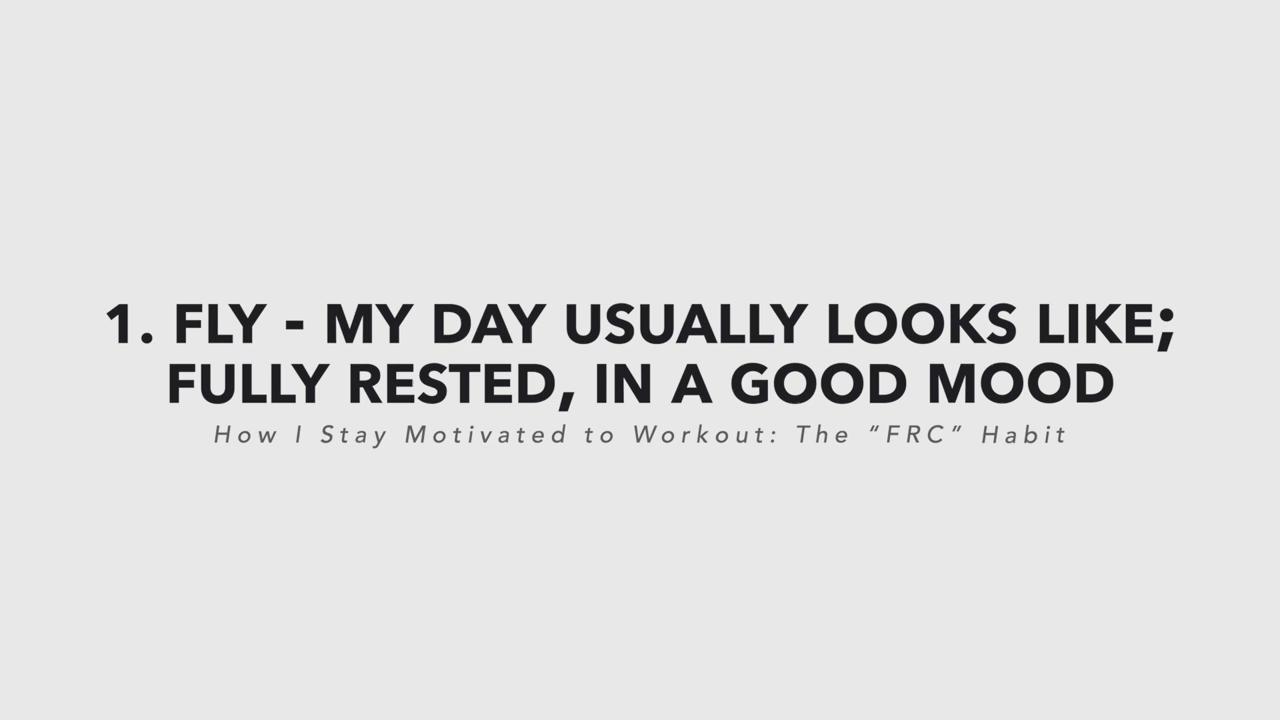 1. FLY - MY DAY USUALLY LOOKS LIKE;
FULLY RESTED, IN A GOOD MOOD
How I Stay Motivated to Workout: The “FRC” Habit